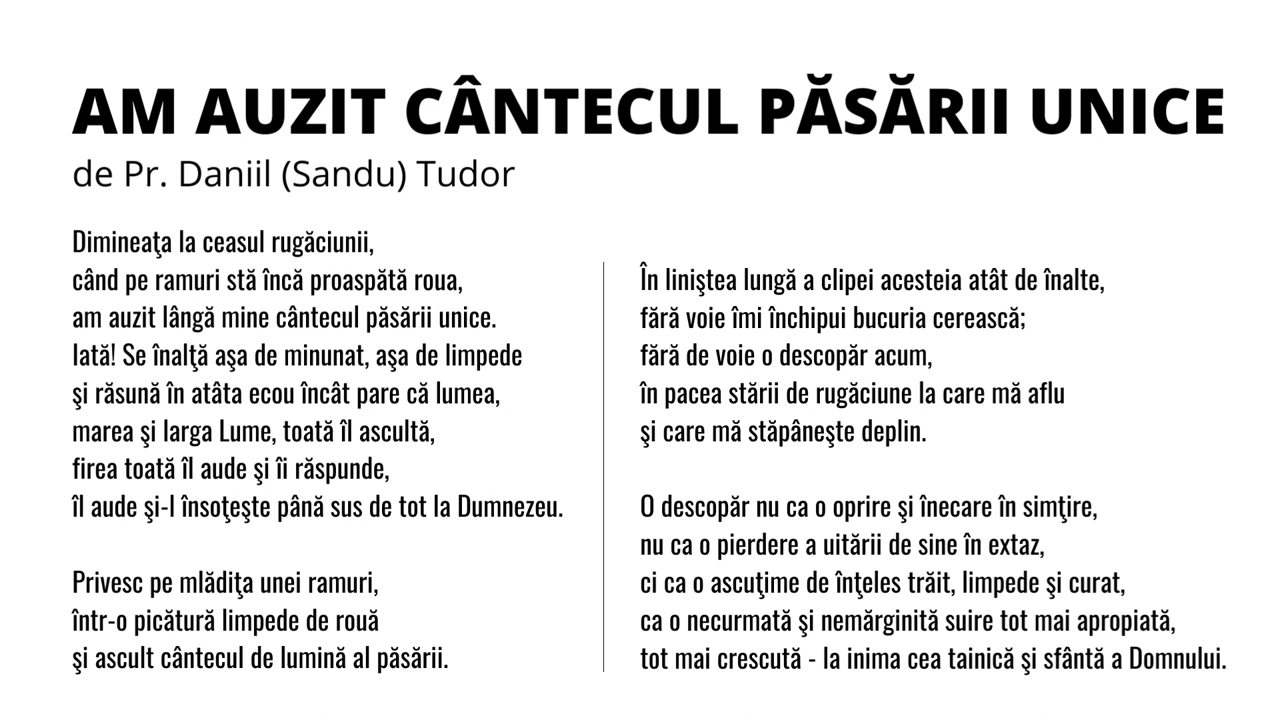 AM AUZIT CÂNTECUL PĂSĂRII UNICE
de Pr. Daniil (Sandu) Tudor
Dimineaţa la ceasul rugăciunii,
când pe ramuri stă încă proaspătă roua,
am auzit lângă mine cântecul păsării unice.
Iată! Se înalţă aşa de minunat, aşa de limpede
şi răsună în atâta ecou încât pare că lumea,
marea şi larga Lume, toată îl ascultă,
firea toată îl aude şi îi răspunde,
îl aude şi-l însoţeşte până sus de tot la Dumnezeu.
Privesc pe mlădiţa unei ramuri,
într-o picătură limpede de rouă
şi ascult cântecul de lumină al păsării.
În liniştea lungă a clipei acesteia atât de înalte,
fără voie îmi închipui bucuria cerească;
fără de voie o descopăr acum,
în pacea stării de rugăciune la care mă aflu
şi care mă stăpâneşte deplin.
O descopăr nu ca o oprire şi înecare în simţire,
nu ca o pierdere a uitării de sine în extaz,
ci ca o ascuţime de înţeles trăit, limpede şi curat,
ca o necurmată şi nemărginită suire tot mai apropiată,
tot mai crescută - la inima cea tainică şi sfântă a Domnului.